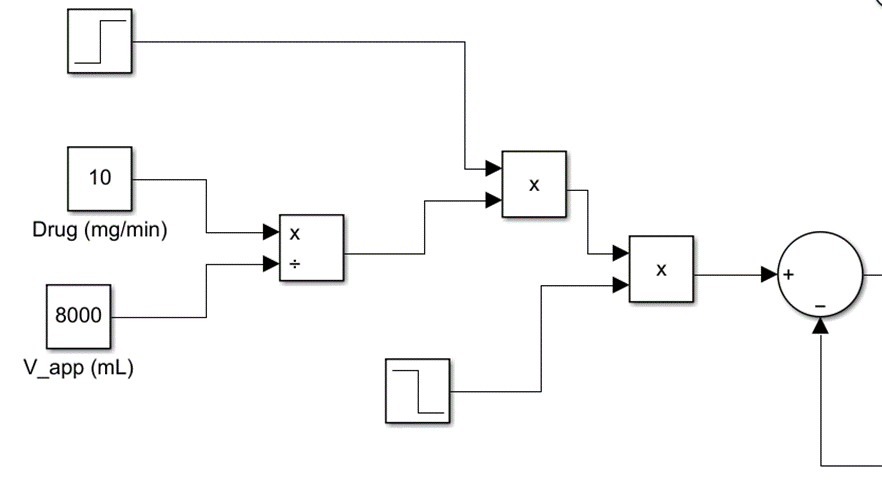 x
10
Drug (mg/min)
x
÷
x
+
−
8000
V_app (mL)